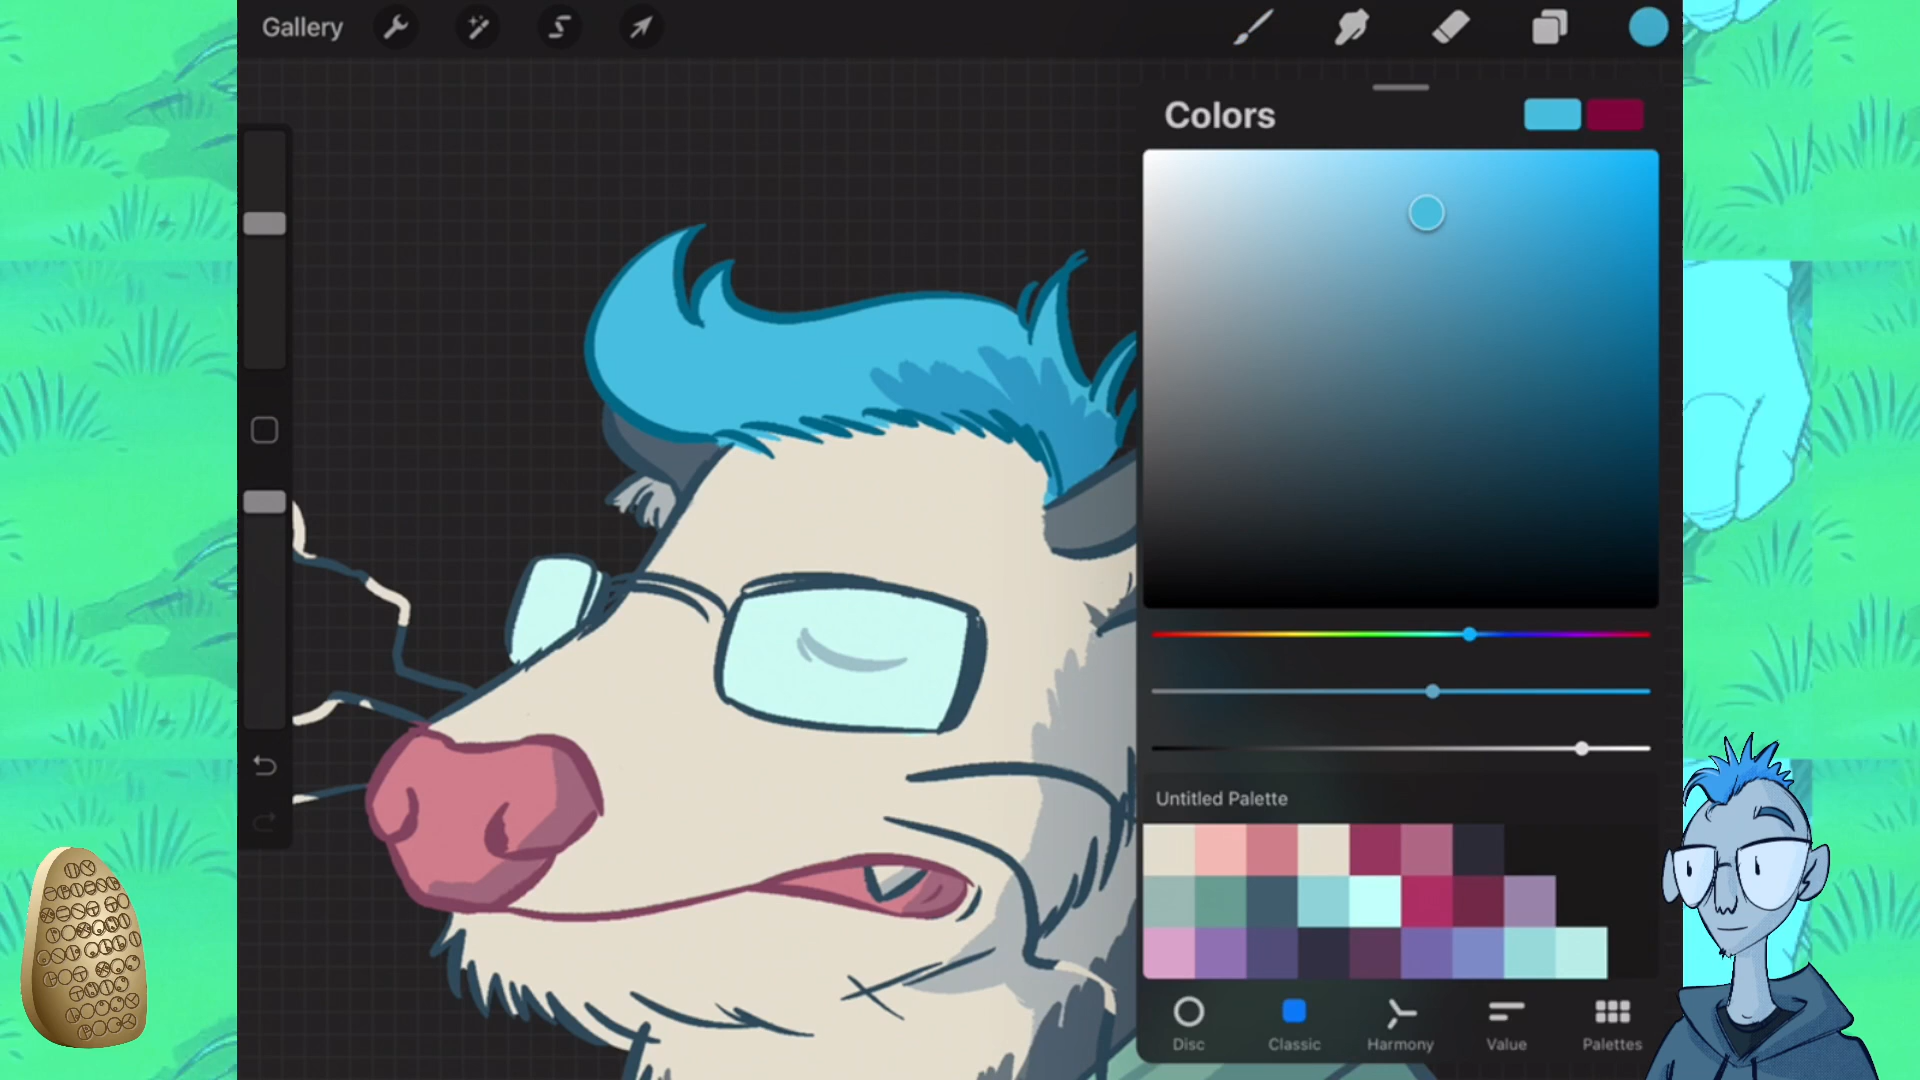 Gallery
Colors
Untitled Palette
Disc
Classic
Harmony
Value
Palettes